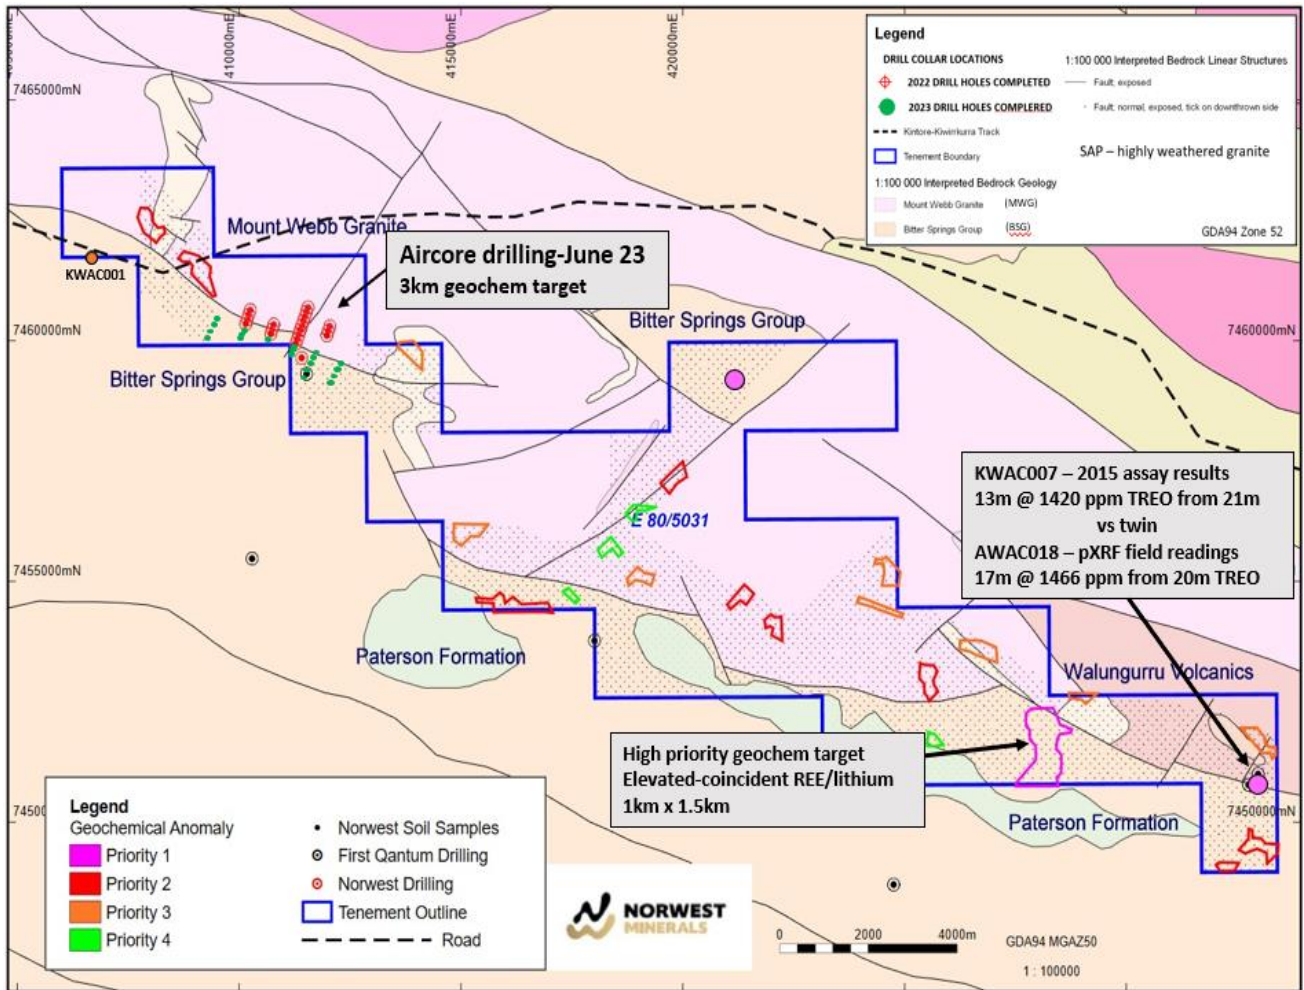 410000mE
415000mE
420000mE
7465000mN
Legend
DRILL COLLAR LOCATIONS
2022 DRILL HOLES COMPLETED
2023 DRILL HOLES COMPLERED
Kintore-Kiwirrkurra Track
Tenement Boundary
1:100 000 Interpreted Bedrock Geology
Mount Webb Granite (MWG)
Bitter Springs Group (BSG)
1:100 000 Interpreted Bedrock Linear Structures
Fault; exposed
Fault; normal, exposed, tick on downthrown side
SAP – highly weathered granite
GDA94 Zone 52
Mount Webb Granite
KWAC001
Aircore drilling-June 23
3km geochem target
Bitter Springs Group
7460000mN
7460000mN
Bitter Springs Group
KWAC007 – 2015 assay results
13m @ 1420 ppm TREO from 21m
vs twin
AWAC018 – pXRF field readings
17m @ 1466 ppm from 20m TREO
E 80/5031
7455000mN
Paterson Formation
Walungurru Volcanics
High priority geochem target
Elevated-coincident REE/lithium
1km x 1.5km
7450000mN
Paterson Formation
Legend
Geochemical Anomaly
Priority 1
Priority 2
Priority 3
Priority 4
Norwest Soil Samples
First Qantum Drilling
Norwest Drilling
Tenement Outline
Road
NORWEST
MINERALS
0 2000 4000m
GDA94 MGAZ50
1 : 100000